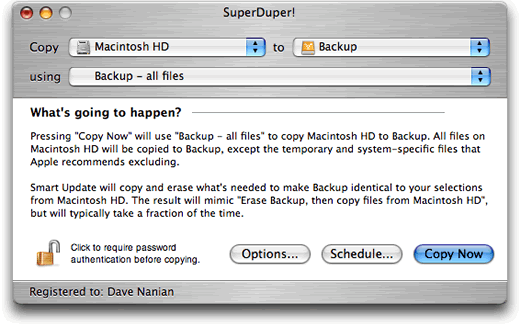 SuperDuper!
Copy Macintosh HD to Backup
using Backup - all files
What's going to happen?
Pressing "Copy Now" will use "Backup - all files" to copy Macintosh HD to Backup. All files on
Macintosh HD will be copied to Backup, except the temporary and system-specific files that
Apple recommends excluding.
Smart Update will copy and erase what's needed to make Backup identical to your selections
from Macintosh HD. The result will mimic "Erase Backup, then copy files from Macintosh HD",
but will typically take a fraction of the time.
Click to require password
authentication before copying.
Options... Schedule... Copy Now
Registered to: Dave Nanian